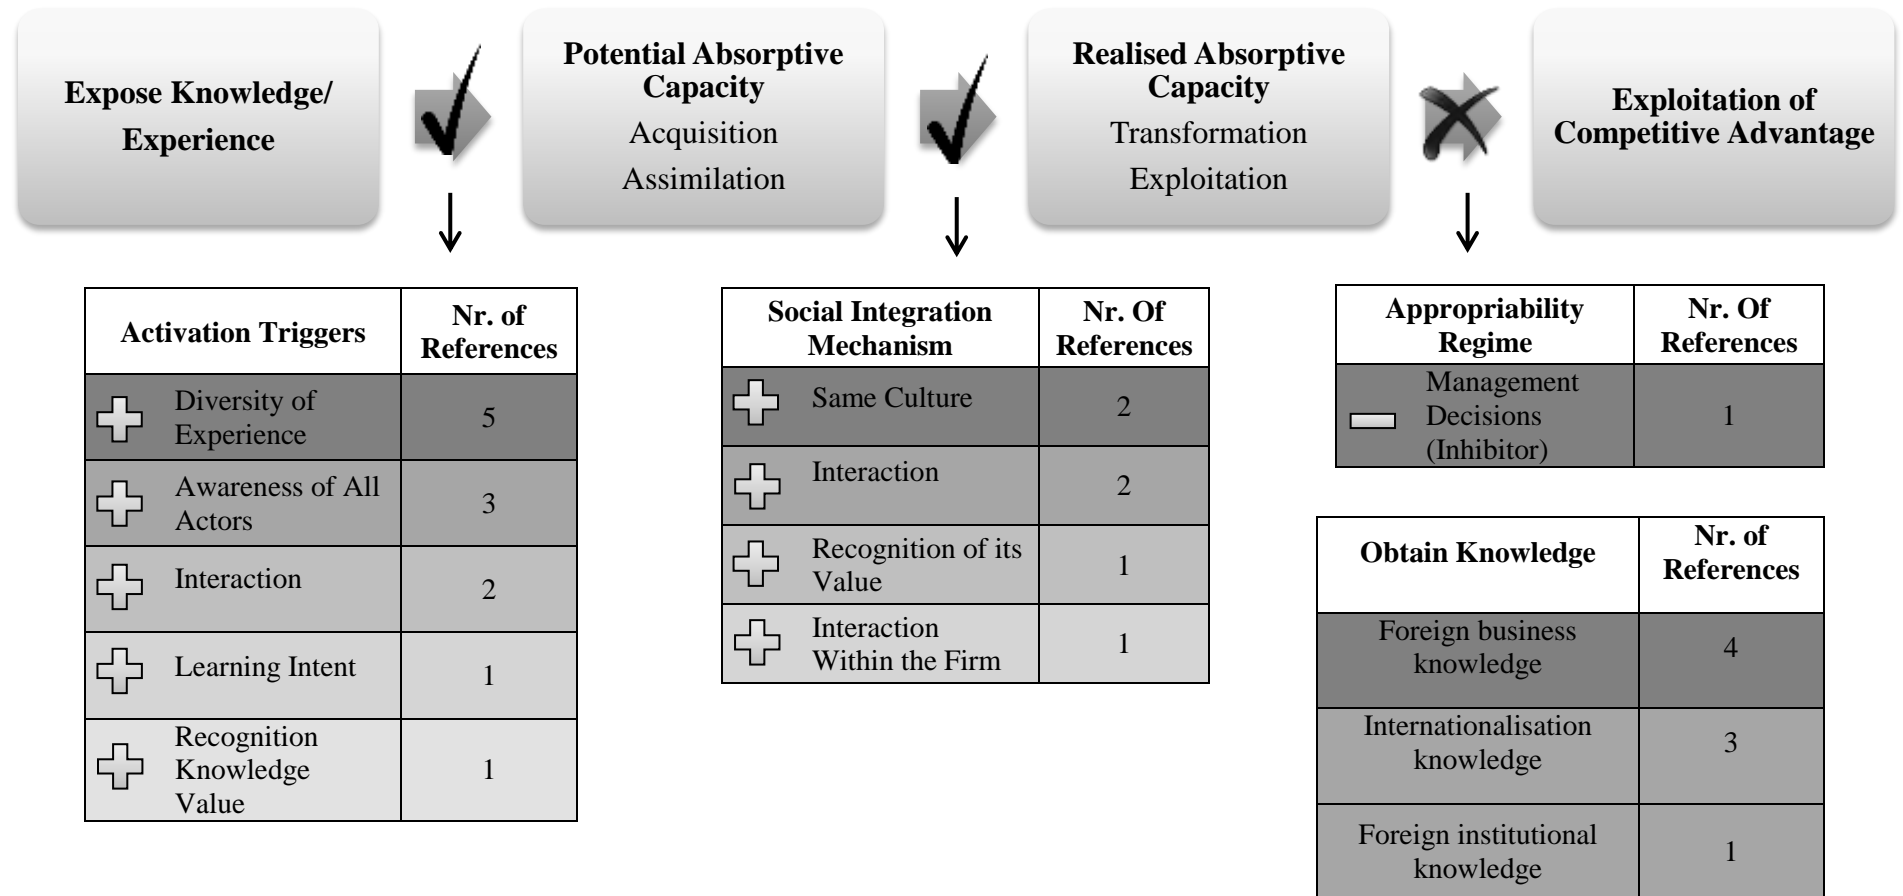 Expose Knowledge/
Experience
Potential Absorptive
Capacity
Acquisition
Assimilation
Realised Absorptive
Capacity
Transformation
Exploitation
Exploitation of
Competitive Advantage
Activation Triggers
Nr. of
References
Diversity of
Experience
5
Awareness of All
Actors
3
Interaction
2
Learning Intent
1
Recognition
Knowledge
Value
1
Social Integration
Mechanism
Nr. Of
References
Same Culture
2
Interaction
2
Recognition of its
Value
1
Interaction
Within the Firm
1
Appropriability
Regime
Nr. Of
References
Management
Decisions
(Inhibitor)
1
Obtain Knowledge
Nr. of
References
Foreign business
knowledge
4
Internationalisation
knowledge
3
Foreign institutional
knowledge
1